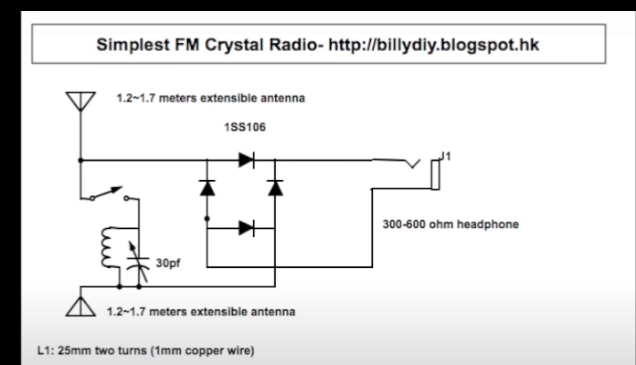 Simplest FM Crystal Radio- http://billydiy.blogspot.hk
1.2~1.7 meters extensible antenna
1SS106
J1
300-600 ohm headphone
30pf
1.2~1.7 meters extensible antenna
L1: 25mm two turns (1mm copper wire)